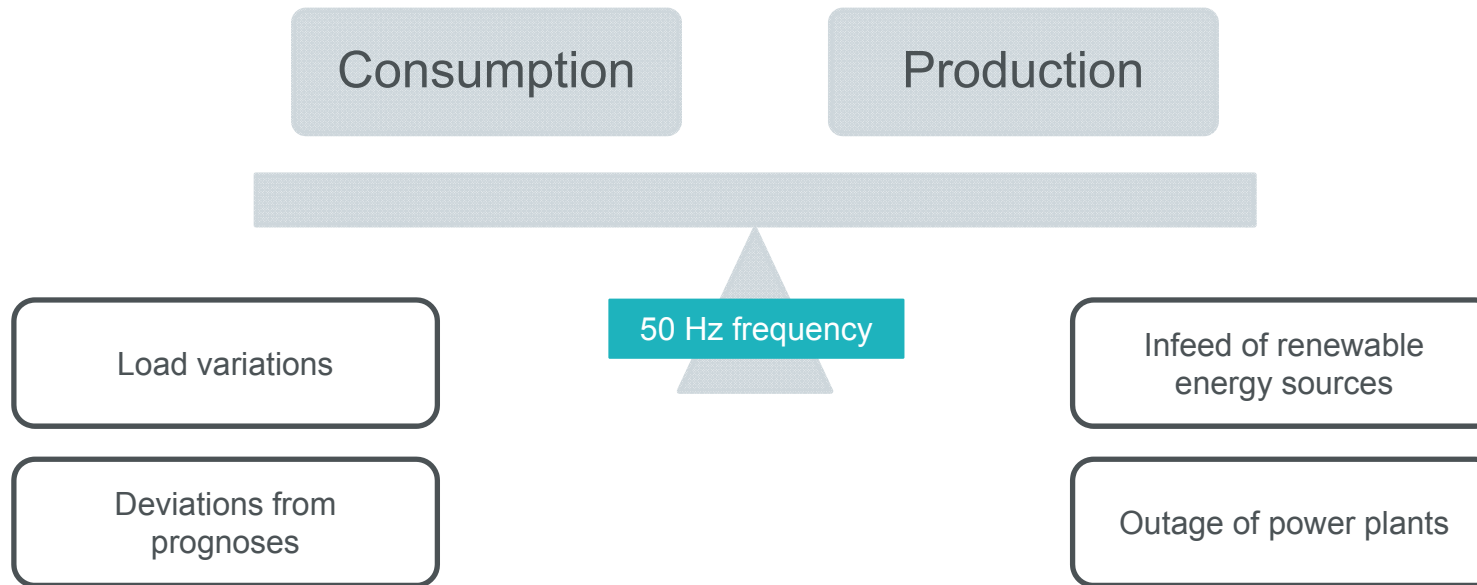 Consumption
Production
50 Hz frequency
Load variations
Infeed of renewable
energy sources
Deviations from
prognoses
Outage of power plants